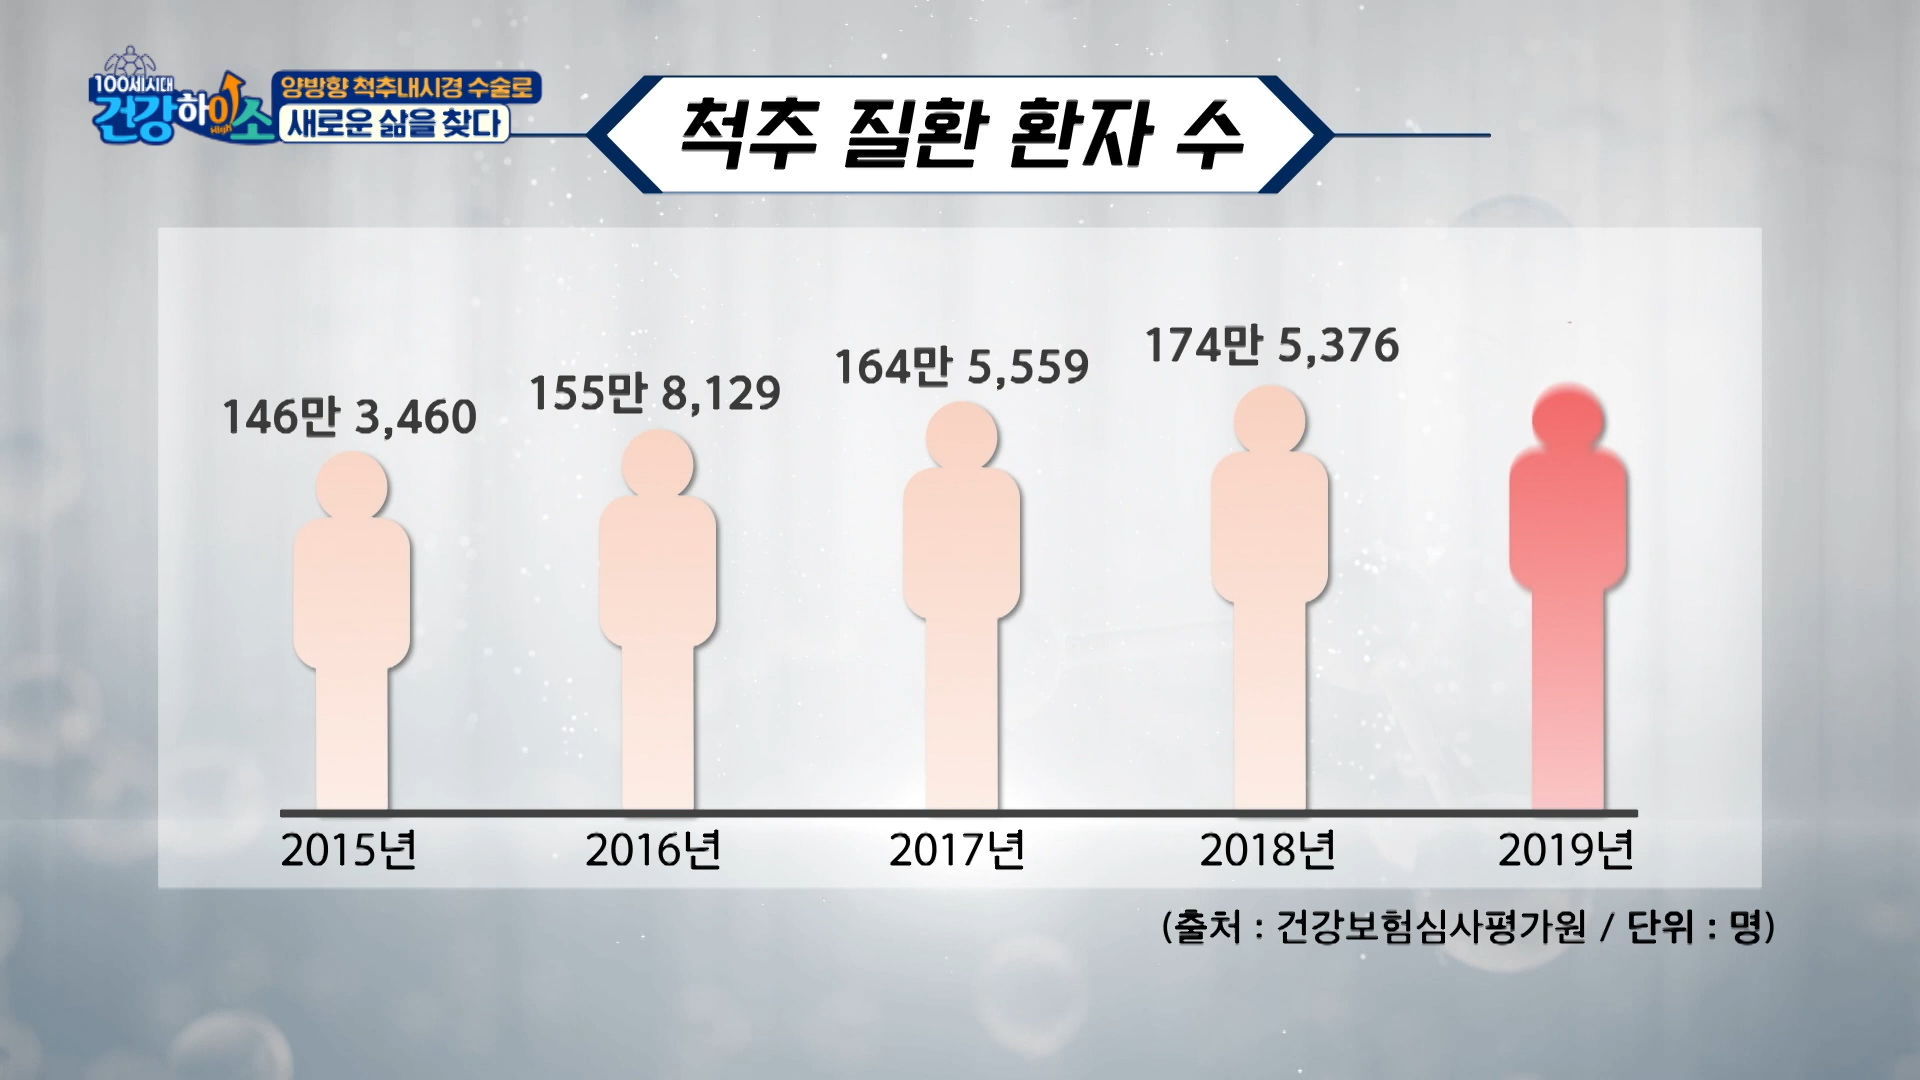 100세시대
건강하이소
High
양방향 척추내시경 수술로
새로운 삶을 찾다
척추 질환 환자 수
146만 3,460
155만 8,129
164만 5,559
174만 5,376
2015년
2016년
2017년
2018년
2019년
(출처 : 건강보험심사평가원 / 단위 : 명)